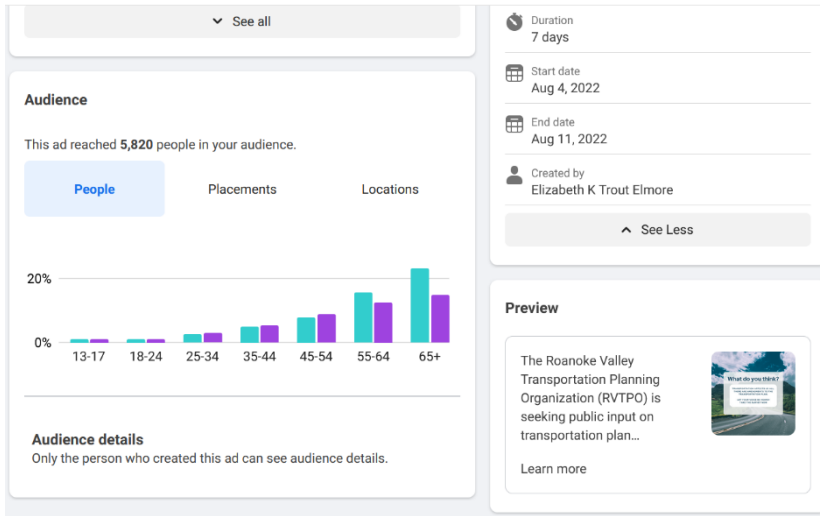 See all
Audience
This ad reached 5,820 people in your audience.
People
Placements
Locations
20%
0%
13-17
18-24
25-34
35-44
45-54
55-64
65+
Audience details
Only the person who created this ad can see audience details.
Duration
7 days
Start date
Aug 4, 2022
End date
Aug 11, 2022
Created by
Elizabeth K Trout Elmore
See Less
Preview
The Roanoke Valley
Transportation Planning
Organization (RVTPO) is
seeking public input on
transportation plan...
Learn more
What do you think?